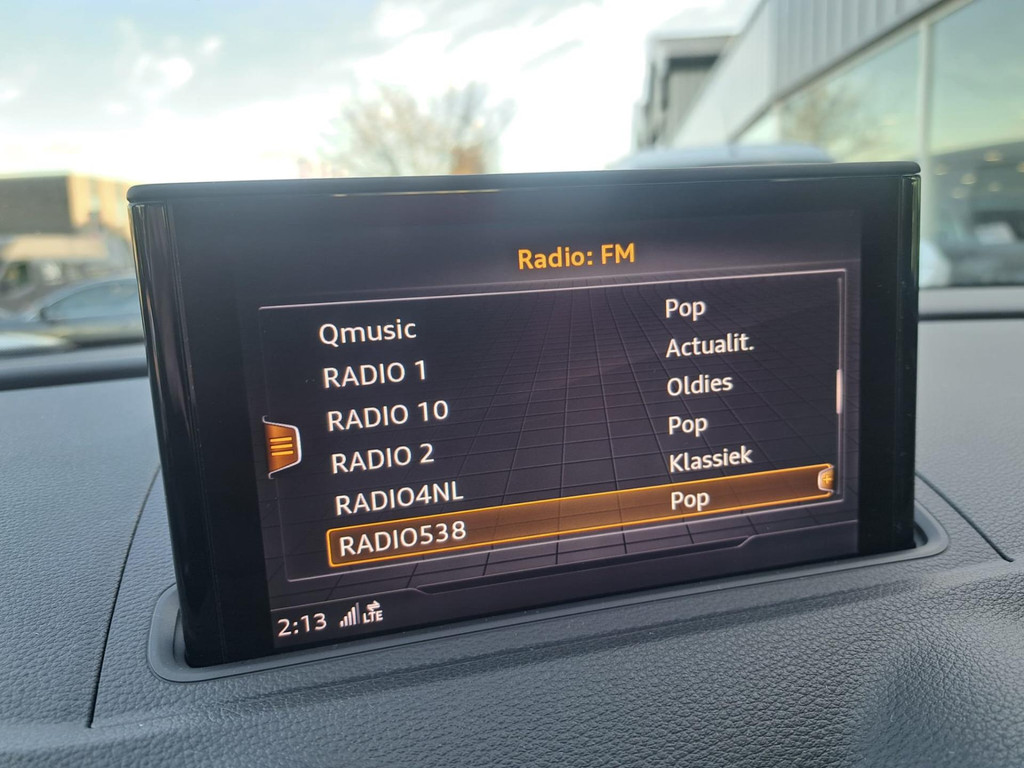 Radio: FM
Qmusic Pop
RADIO 1 Actualit.
RADIO 10 Oldies
RADIO 2 Pop
RADIO4NL Klassiek
RADIO538 Pop
2:13 LTE